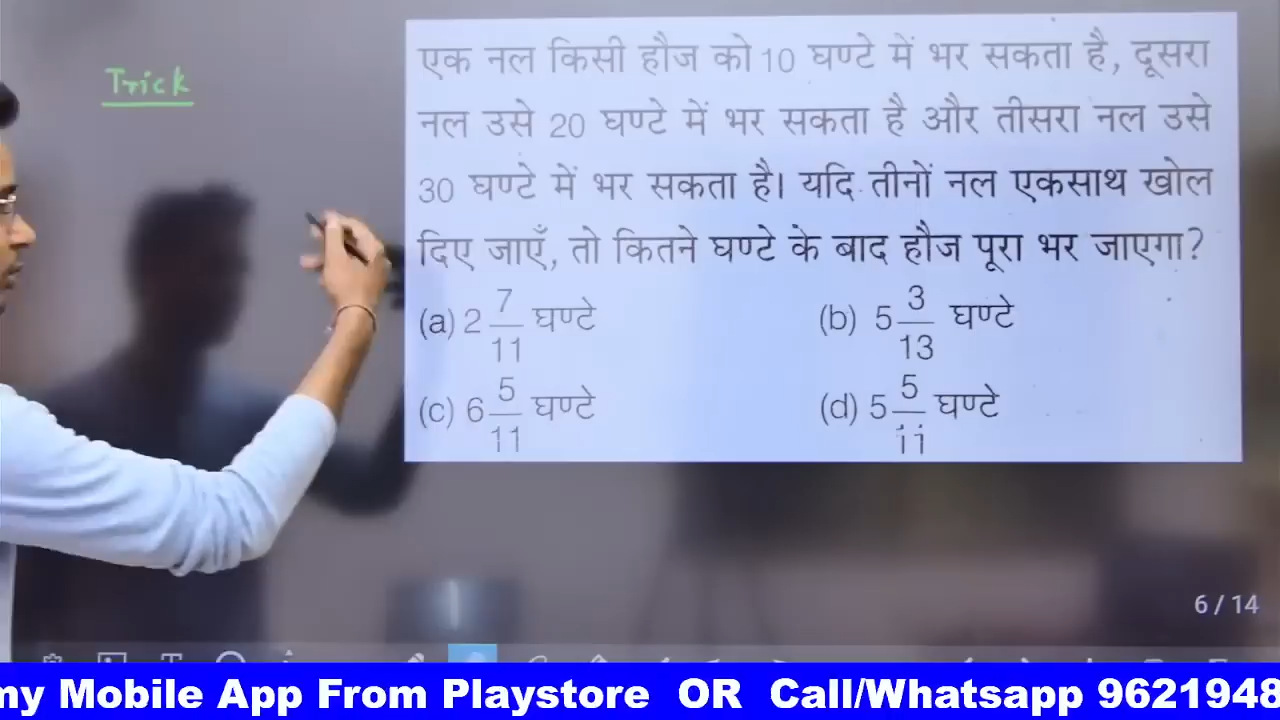 Trick
एक नल किसी हौज को 10 घण्टे में भर सकता है, दूसरा
नल उसे 20 घण्टे में भर सकता है और तीसरा नल उसे
30 घण्टे में भर सकता है। यदि तीनों नल एकसाथ खोल
दिए जाएँ, तो कितने घण्टे के बाद हौज पूरा भर जाएगा?
(a) 2 7/11 घण्टे (b) 5 3/13 घण्टे
(c) 6 5/11 घण्टे (d) 5 5/11 घण्टे
6 / 14
my Mobile App From Playstore OR Call/Whatsapp 9621948